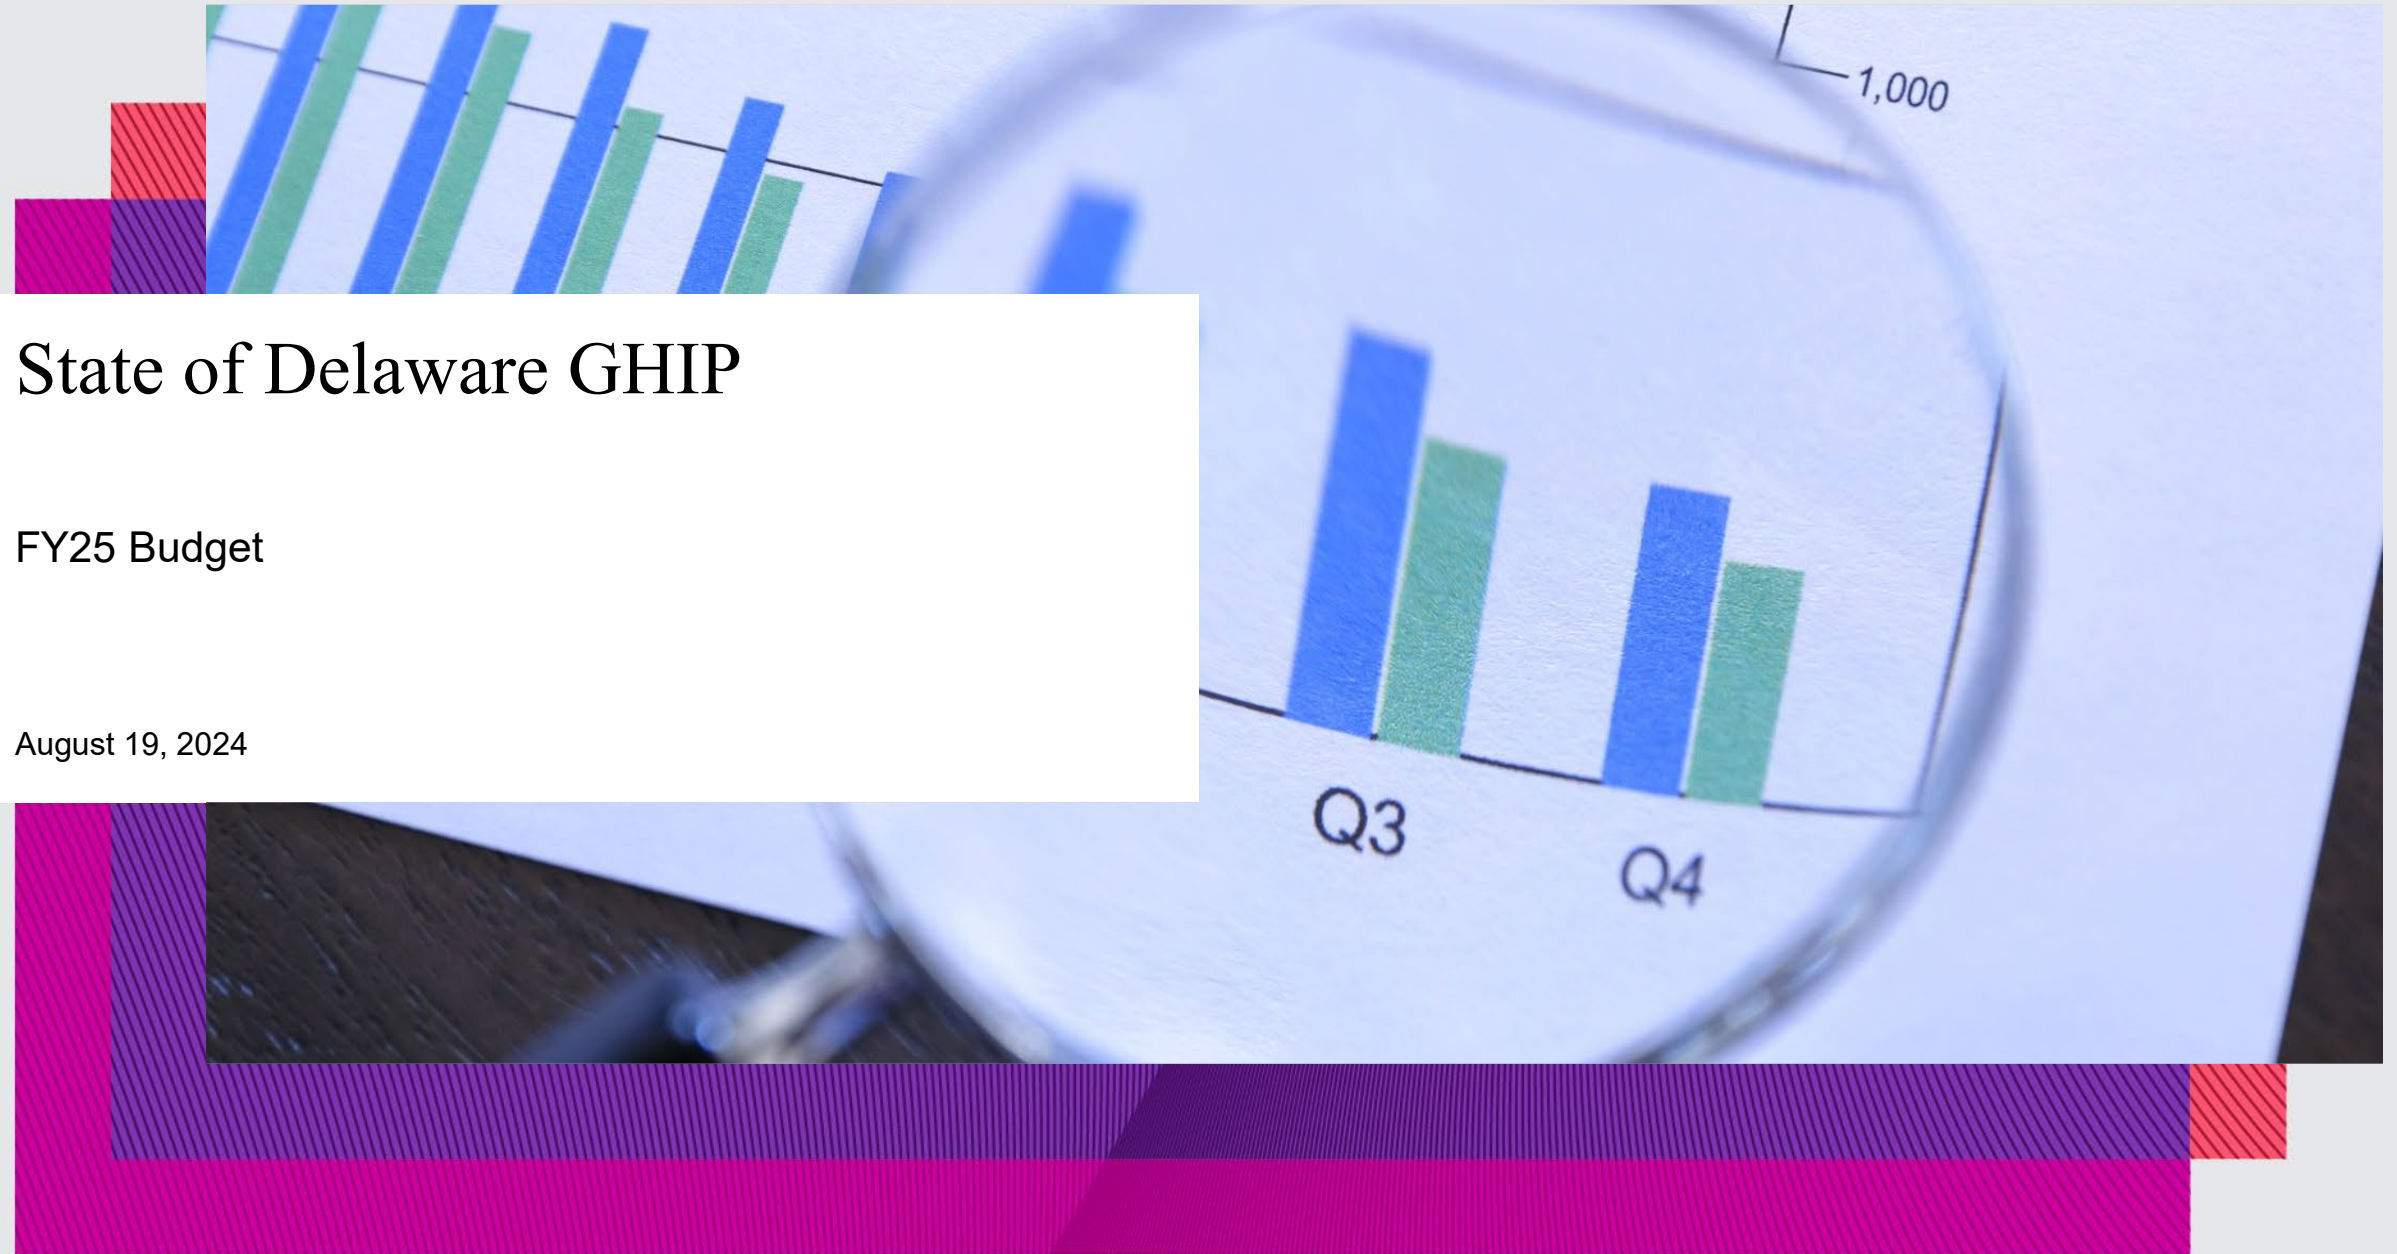 1,000
State of Delaware GHIP
FY25 Budget
August 19, 2024
Q3
Q4